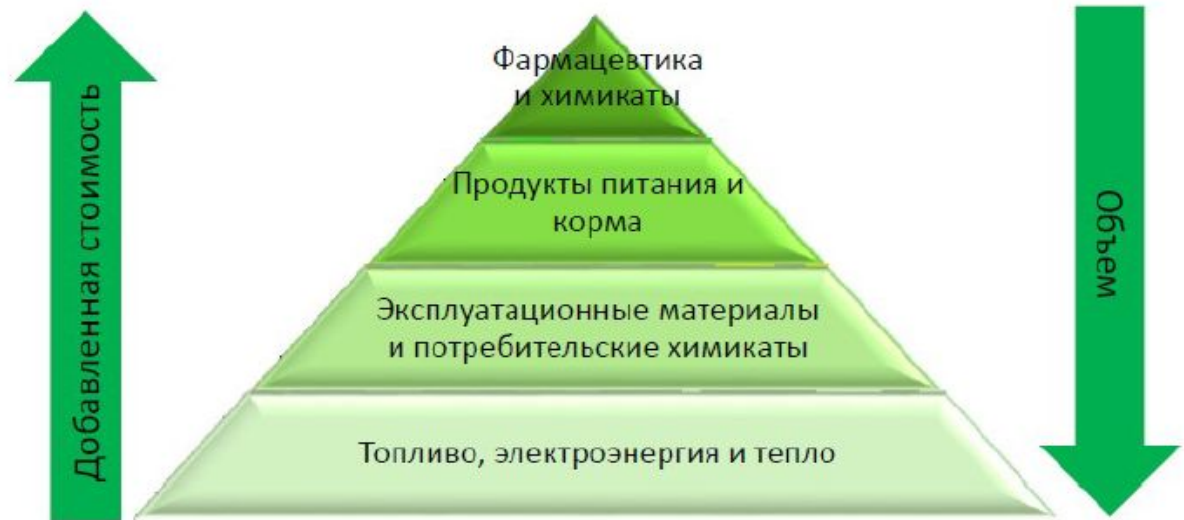 Добавленная стоимость
Фармацевтика
и химикаты
Продукты питания и
корма
Эксплуатационные материалы
и потребительские химикаты
Топливо, электроэнергия и тепло
Объем